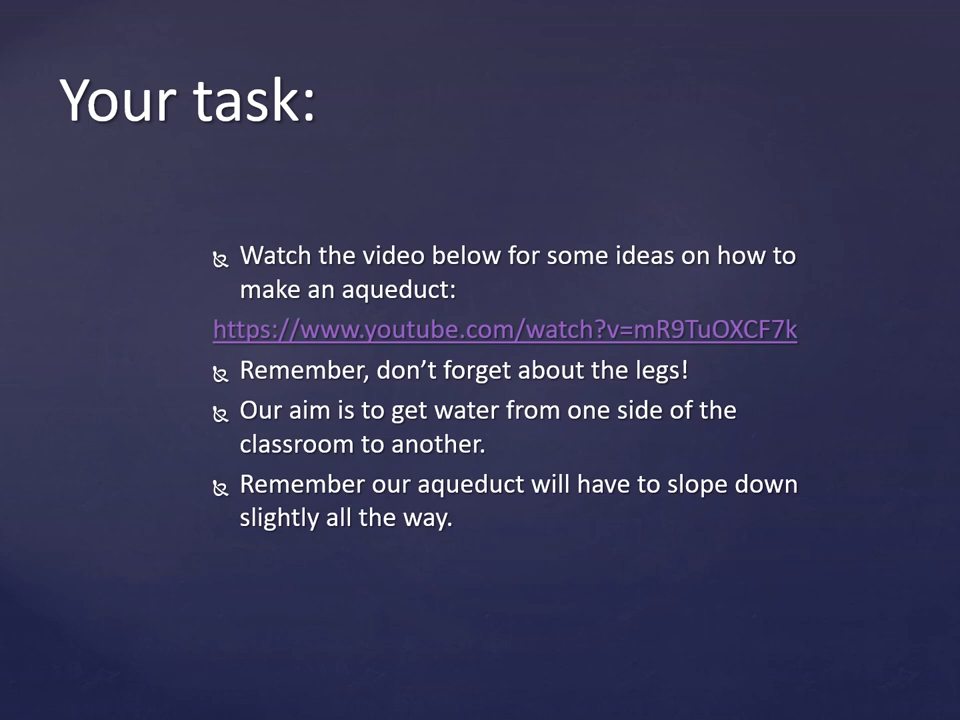 Your task:
Watch the video below for some ideas on how to
make an aqueduct:
https://www.youtube.com/watch?v=mR9TuOXCF7k
Remember, don’t forget about the legs!
Our aim is to get water from one side of the
classroom to another.
Remember our aqueduct will have to slope down
slightly all the way.